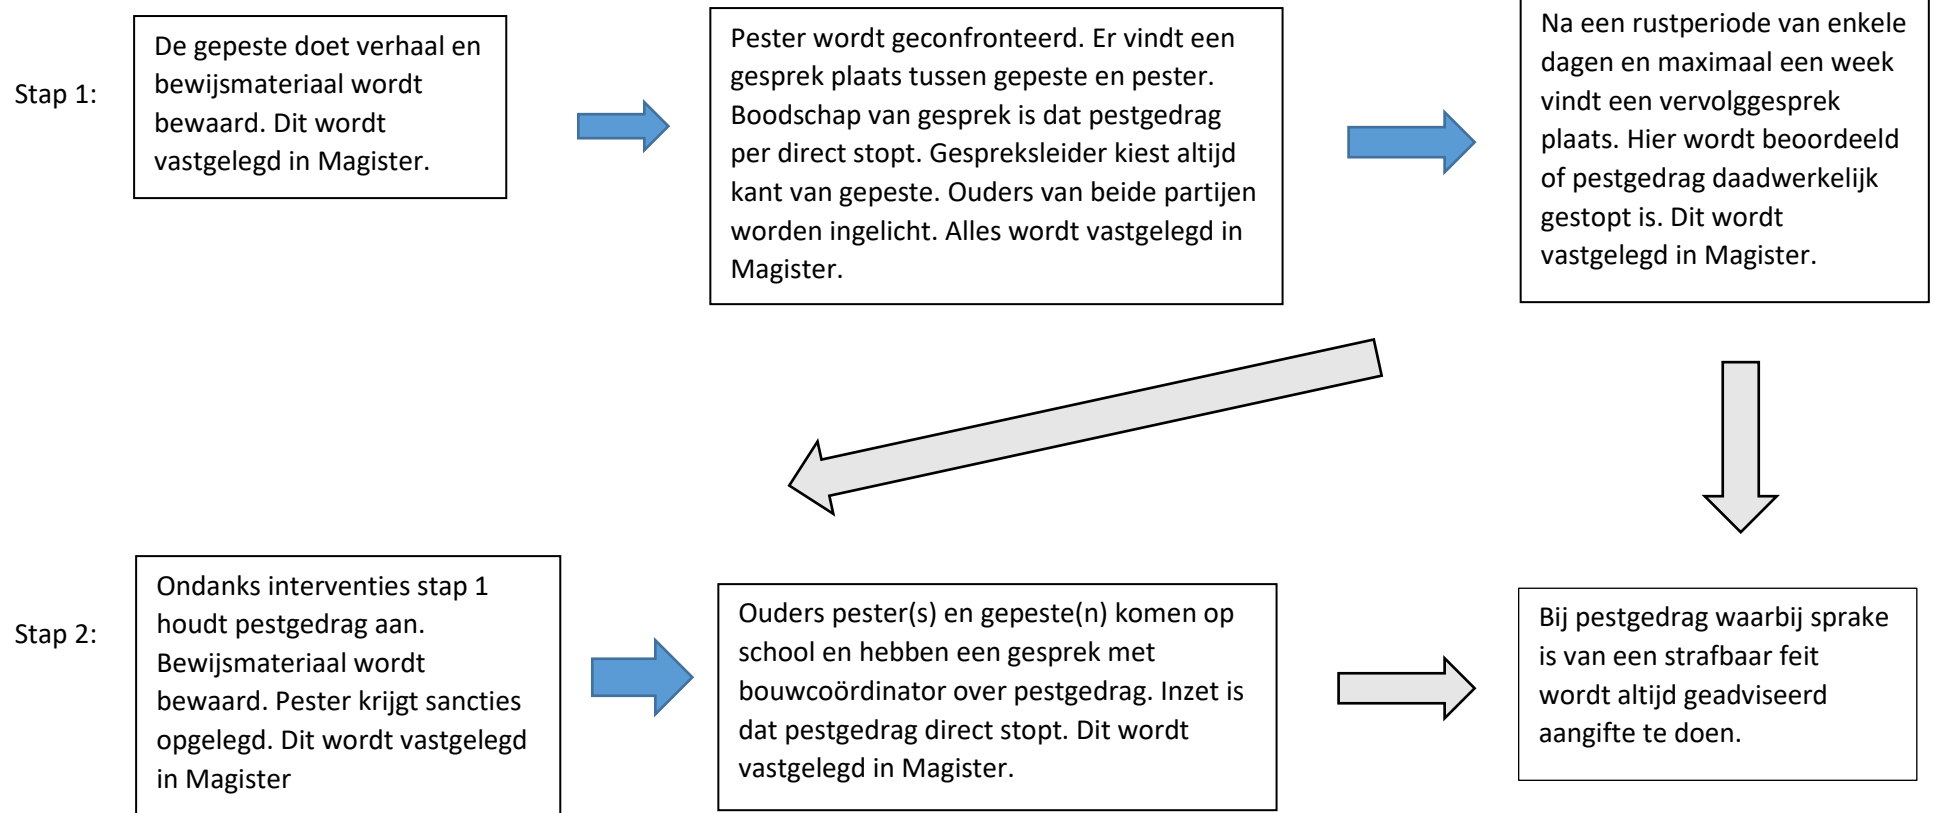 Stap 1:
De gepeste doet verhaal en
bewijsmateriaal wordt
bewaard. Dit wordt
vastgelegd in Magister.
Pester wordt geconfronteerd. Er vindt een
gesprek plaats tussen gepeste en pester.
Boodschap van gesprek is dat pestgedrag
per direct stopt. Gespreksleider kiest altijd
kant van gepeste. Ouders van beide partijen
worden ingelicht. Alles wordt vastgelegd in
Magister.
Na een rustperiode van enkele
dagen en maximaal een week
vindt een vervolggesprek
plaats. Hier wordt beoordeeld
of pestgedrag daadwerkelijk
gestopt is. Dit wordt
vastgelegd in Magister.
Stap 2:
Ondanks interventies stap 1
houdt pestgedrag aan.
Bewijsmateriaal wordt
bewaard. Pester krijgt sancties
opgelegd. Dit wordt vastgelegd
in Magister
Ouders pester(s) en gepeste(n) komen op
school en hebben een gesprek met
bouwcoördinator over pestgedrag. Inzet is
dat pestgedrag direct stopt. Dit wordt
vastgelegd in Magister.
Bij pestgedrag waarbij sprake
is van een strafbaar feit
wordt altijd geadviseerd
aangifte te doen.